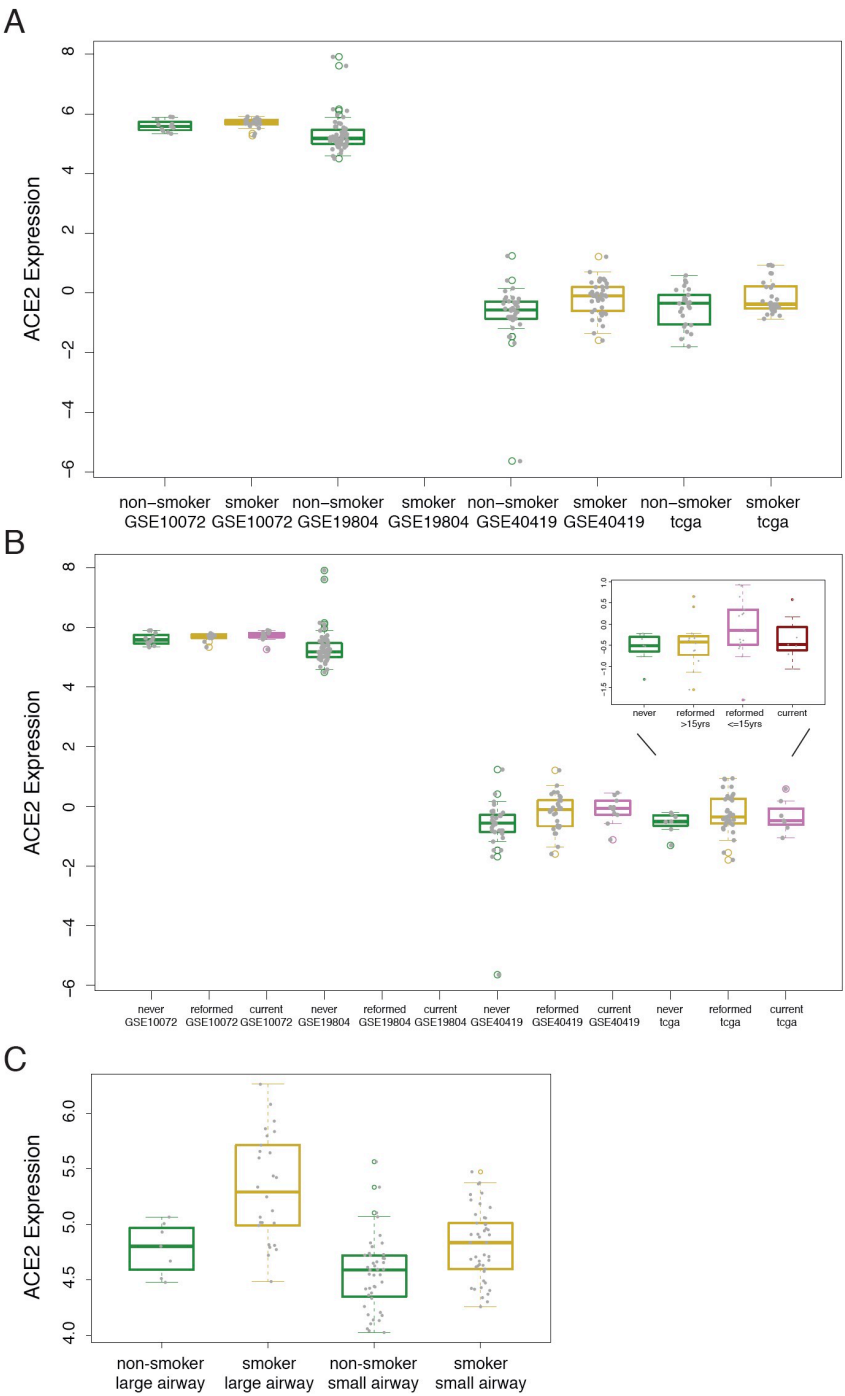 A
ACE2 Expression
8
6
4
2
0
−2
−4
−6
non−smoker smoker non−smoker smoker non−smoker smoker non−smoker smoker
GSE10072 GSE10072 GSE19804 GSE19804 GSE40419 GSE40419 tcga tcga
B
ACE2 Expression
8
6
4
2
0
−2
−4
−6
1.0
0.5
0.0
−0.5
−1.0
−1.5
never reformed reformed current
>15yrs <=15yrs
never reformed current never reformed current never reformed current never reformed current
GSE10072 GSE10072 GSE10072 GSE19804 GSE19804 GSE19804 GSE40419 GSE40419 GSE40419 tcga tcga tcga
C
ACE2 Expression
6.0
5.5
5.0
4.5
4.0
non-smoker smoker non-smoker smoker
large airway large airway small airway small airway